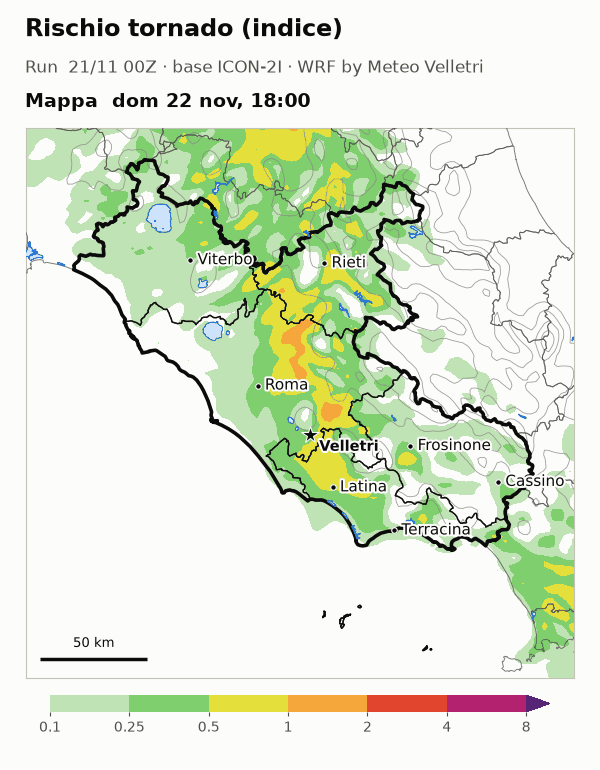 Rischio tornado (indice)
Run  21/11 00Z · base ICON-2I · WRF by Meteo Velletri
Mappa  dom 22 nov, 18:00
Viterbo
Rieti
Roma
Velletri
Frosinone
Latina
Cassino
Terracina
50 km
0.1 0.25 0.5 1 2 4 8